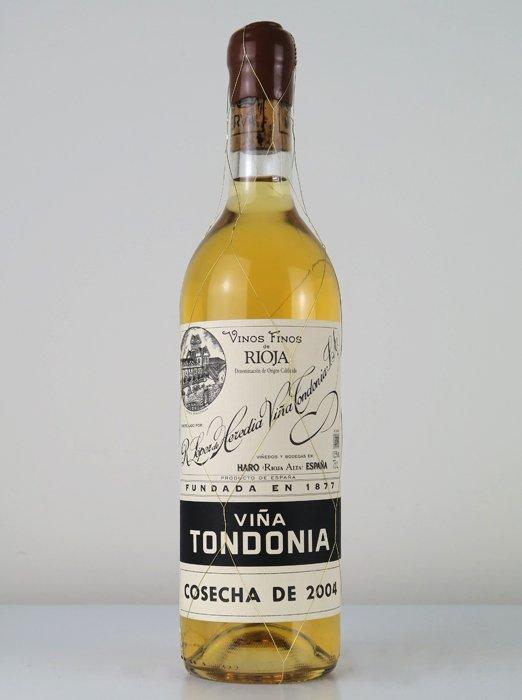 VINOS FINOS
de
RIOJA
Denominación de Origen Calificada
R. López de Heredia Viña Tondonia, S.A.
VIÑEDOS Y BODEGAS EN
HARO (RIOJA ALTA) ESPAÑA
PRODUCTO DE ESPAÑA
FUNDADA EN 1877
VIÑA
TONDONIA
COSECHA DE 2004